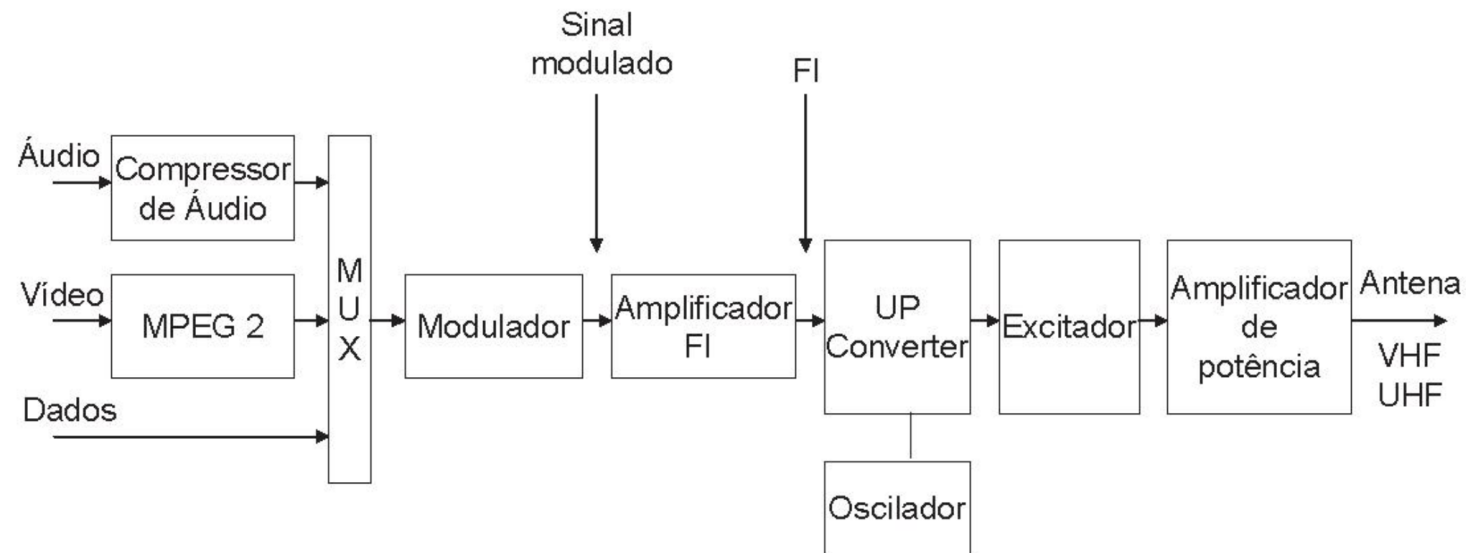 Sinal
modulado
FI
Áudio
Compressor
de Áudio
Vídeo
MPEG 2
Dados
M
U
X
Modulador
Amplificador
FI
UP
Converter
Oscilador
Excitador
Amplificador
de
potência
Antena
VHF
UHF